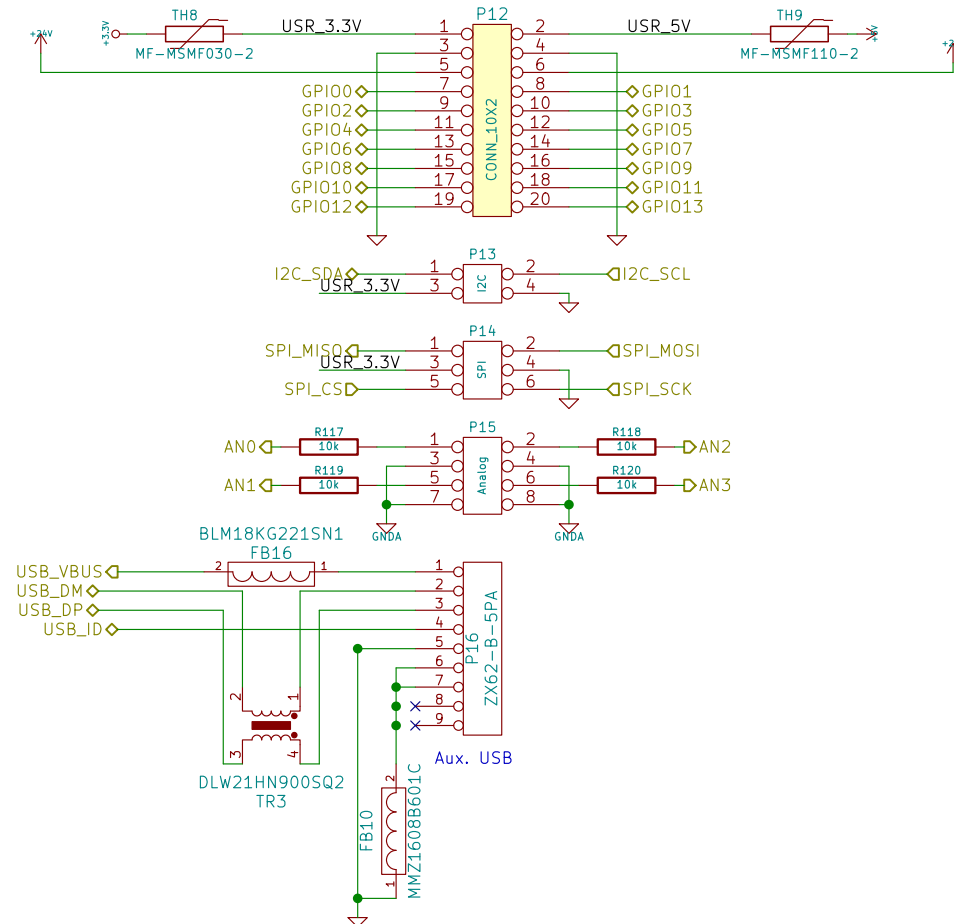 TH8 P12 TH9
+24V +3.3V USR_3.3V 1 2 USR_5V +5V
MF-MSMF030-2 3 4 MF-MSMF110-2 +2
5 6
GPIO0 7 8 GPIO1
GPIO2 9 10 GPIO3
GPIO4 11 12 GPIO5
GPIO6 13 14 GPIO7
GPIO8 15 16 GPIO9
GPIO10 17 18 GPIO11
GPIO12 19 20 GPIO13
CONN_10X2
P13
I2C_SDA 1 2 I2C_SCL
USR_3.3V 3 4
I2C
P14
SPI_MISO 1 2 SPI_MOSI
USR_3.3V 3 4
SPI_CS 5 6 SPI_SCK
SPI
R117 P15 R118
AN0 10k 1 2 10k AN2
3 4
R119 R120
AN1 10k 5 6 10k AN3
7 8
Analog
GNDA GNDA
BLM18KG221SN1
FB16
USB_VBUS 2 1 1
USB_DM 2
USB_DP 3
USB_ID 4
5
6
7
8
9
P16
ZX62-B-5PA
2 1
3 4
Aux. USB
DLW21HN900SQ2
TR3
2
FB10
MMZ1608B601C
1